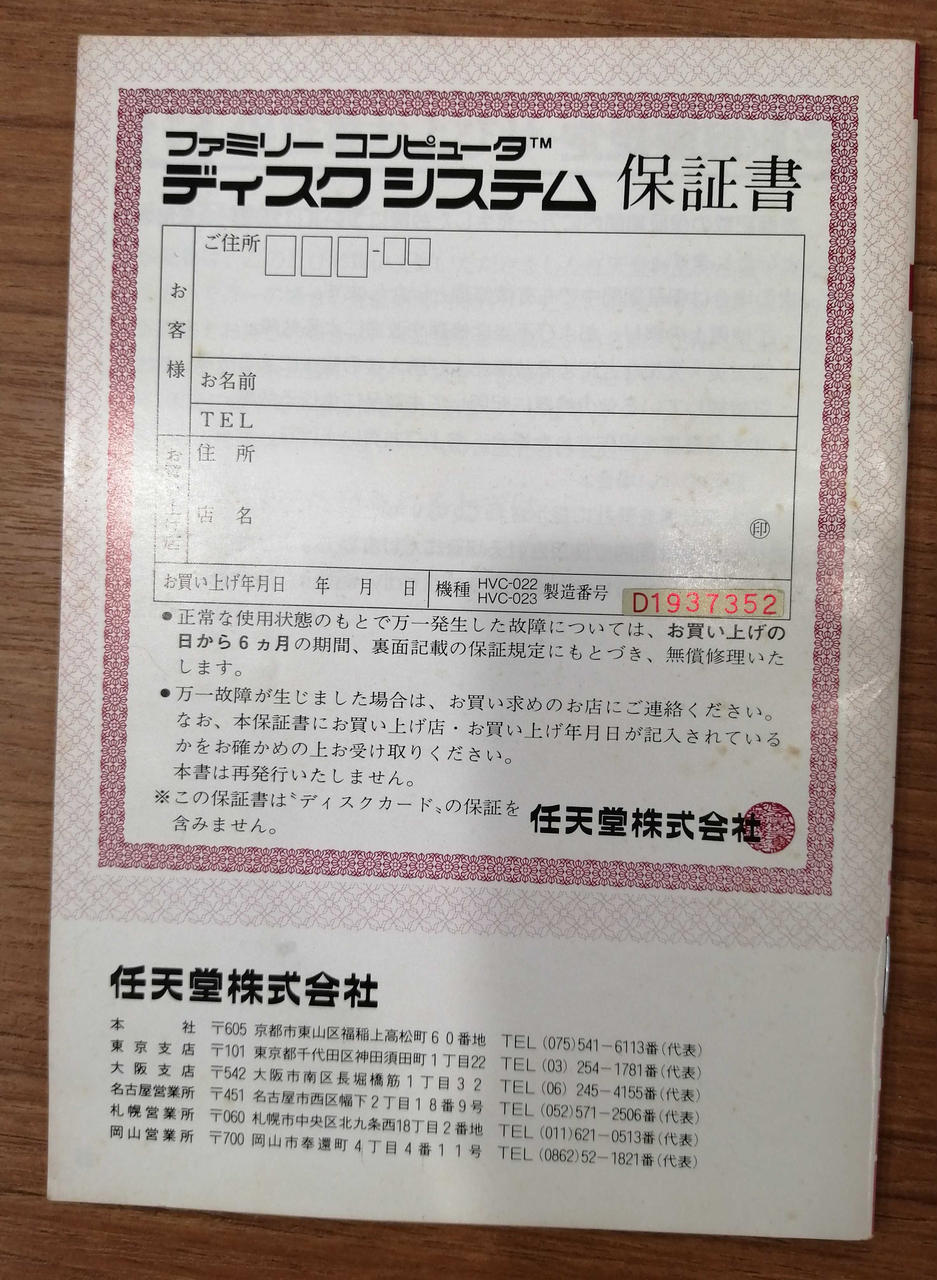 ファミリー コンピュータ™
ディスクシステム 保証書
お客様
ご住所 -
お名前
TEL
お買い上げ店
住 所
店 名
印
お買い上げ年月日 年 月 日 機種 HVC-022 HVC-023 製造番号 D1937352
●正常な使用状態のもとで万一発生した故障については、お買い上げの
日から6ヵ月の期間、裏面記載の保証規定にもとづき、無償修理いた
します。
●万一故障が生じました場合は、お買い求めのお店にご連絡ください。
なお、本保証書にお買い上げ店・お買い上げ年月日が記入されている
かをお確かめの上お受け取りください。
本書は再発行いたしません。
※この保証書は〝ディスクカード〟の保証を
含みません。
任天堂株式会社
任天堂株式会社
本 社 〒605 京都市東山区福稲上高松町60番地 TEL (075)541-6113番(代表)
東京支店 〒101 東京都千代田区神田須田町1丁目22 TEL (03) 254-1781番(代表)
大阪支店 〒542 大阪市南区長堀橋筋1丁目32 TEL (06) 245-4155番(代表)
名古屋営業所 〒451 名古屋市西区幅下2丁目18番9号 TEL (052)571-2506番(代表)
札幌営業所 〒060 札幌市中央区北九条西18丁目2番地 TEL (011)621-0513番(代表)
岡山営業所 〒700 岡山市奉還町4丁目4番11号 TEL (0862)52-1821番(代表)